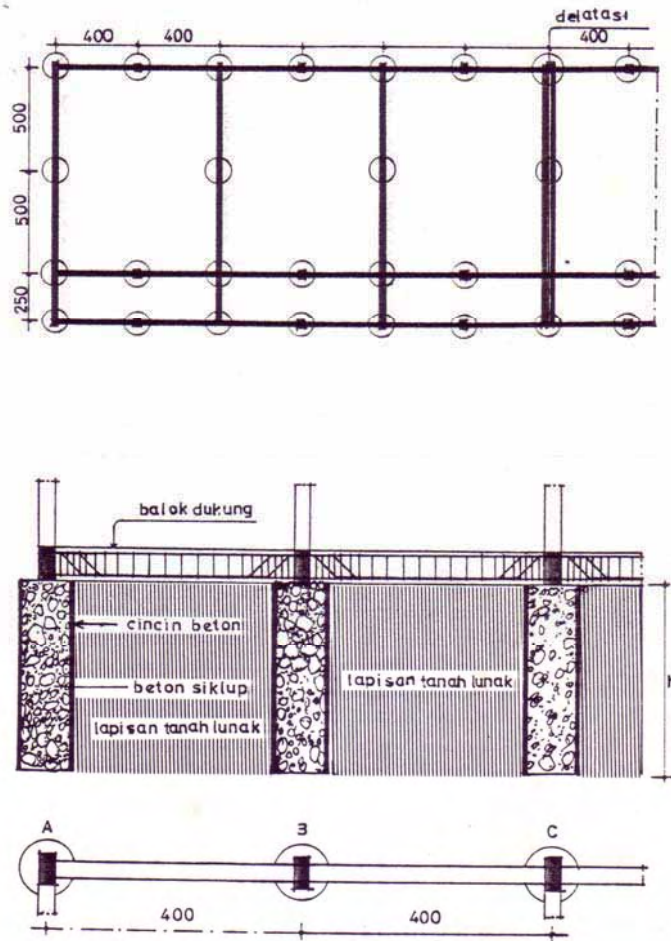 delatasi
400
400
400
500
500
250
balok dukung
cincin beton
beton siklup
lapisan tanah lunak
lapisan tanah lunak
A
B
C
400
400